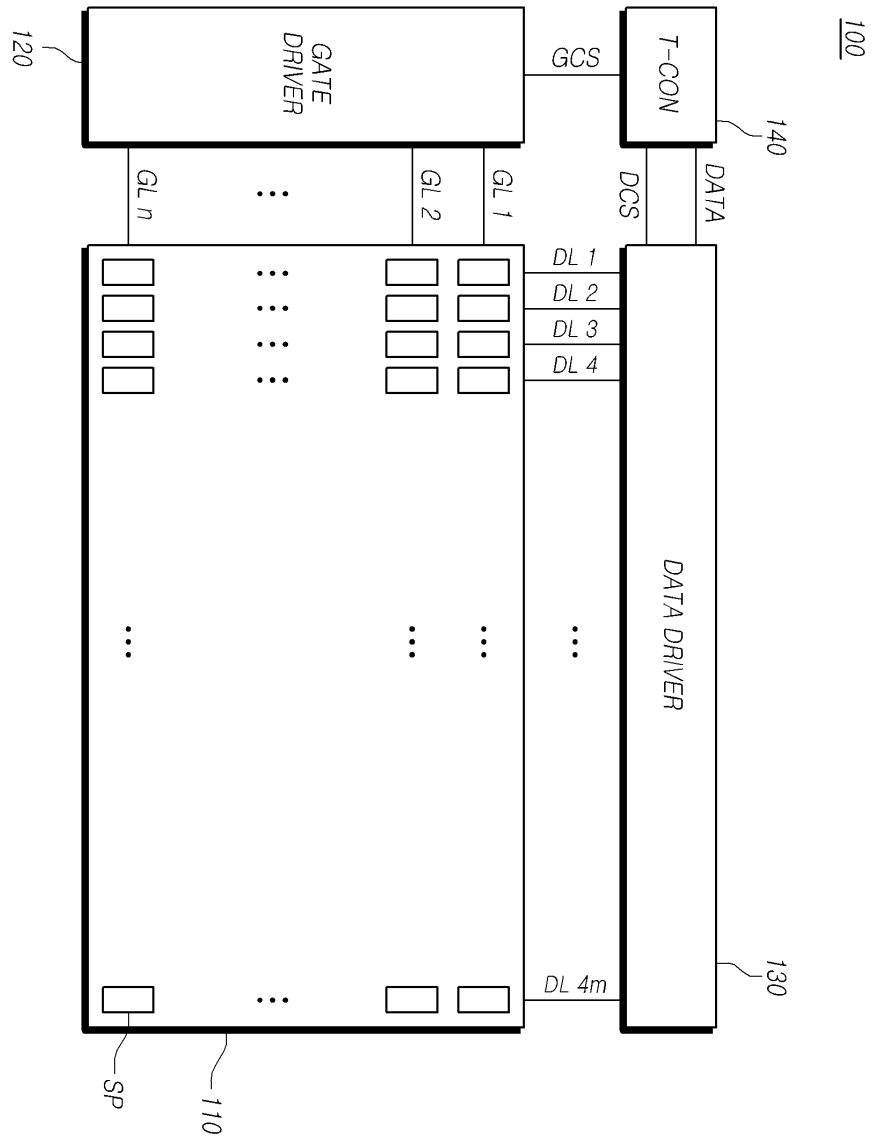 100
120
GATE
DRIVER
GCS
T-CON
140
GL n
...
GL 2
GL 1
DCS
DATA
DL 1
DL 2
DL 3
DL 4
...
DL 4m
DATA DRIVER
130
...
...
...
...
...
...
...
...
SP
110